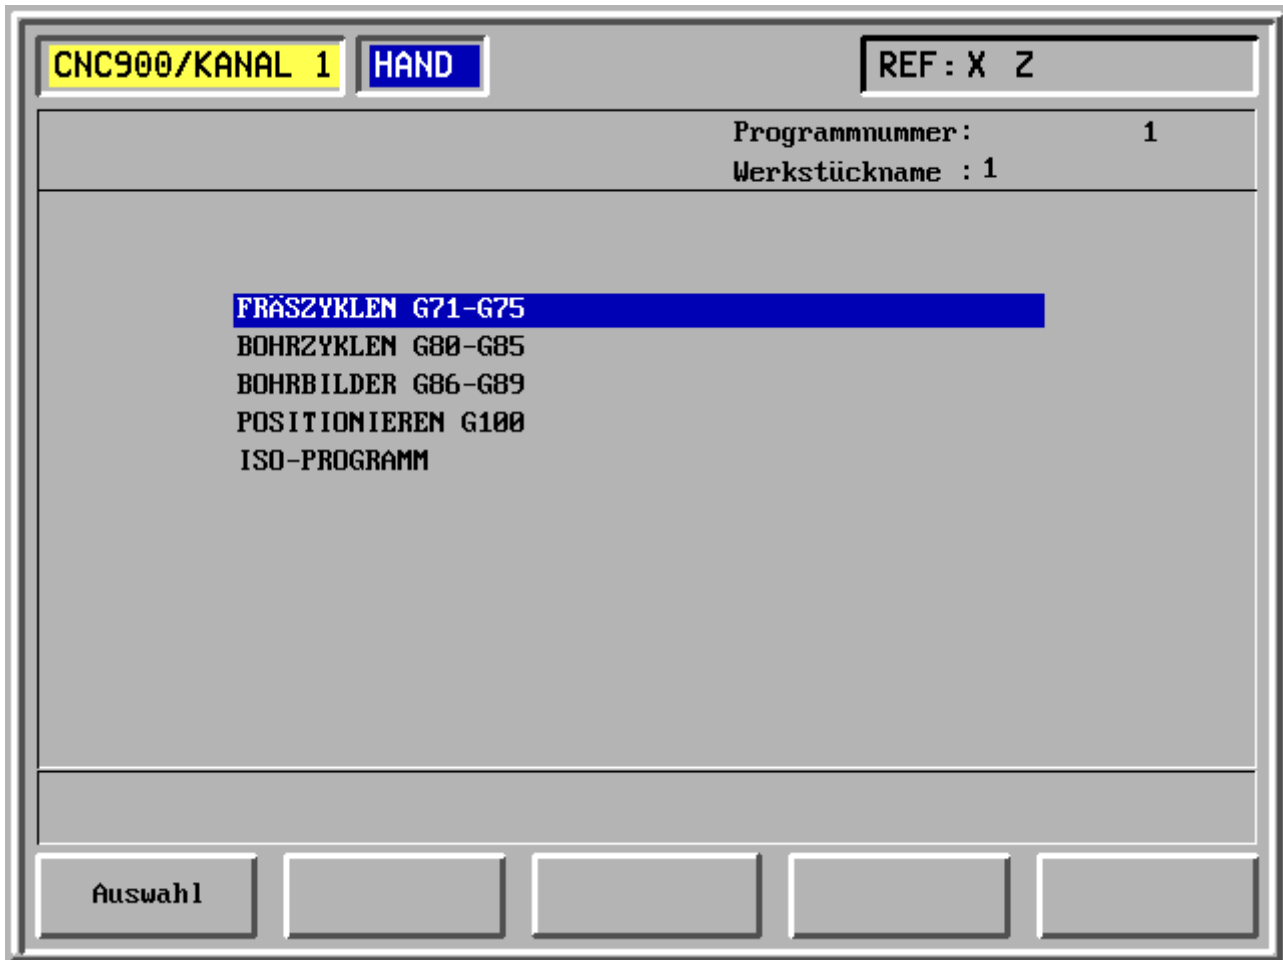 CNC900/KANAL 1 HAND REF: X Z
Programmnummer: 1
Werkstückname : 1
FRÄSZYKLEN G71-G75
BOHRZYKLEN G80-G85
BOHRBILDER G86-G89
POSITIONIEREN G100
ISO-PROGRAMM
Auswahl